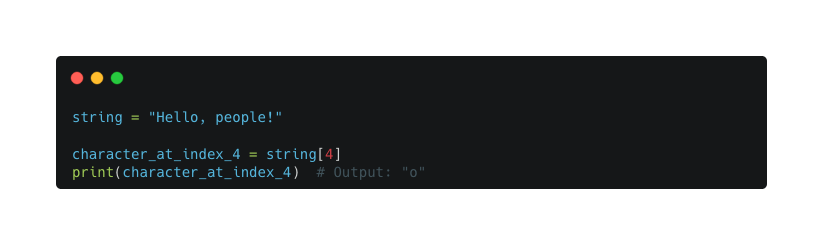 string = "Hello, people!"
character_at_index_4 = string[4]
print(character_at_index_4)  # Output: "o"